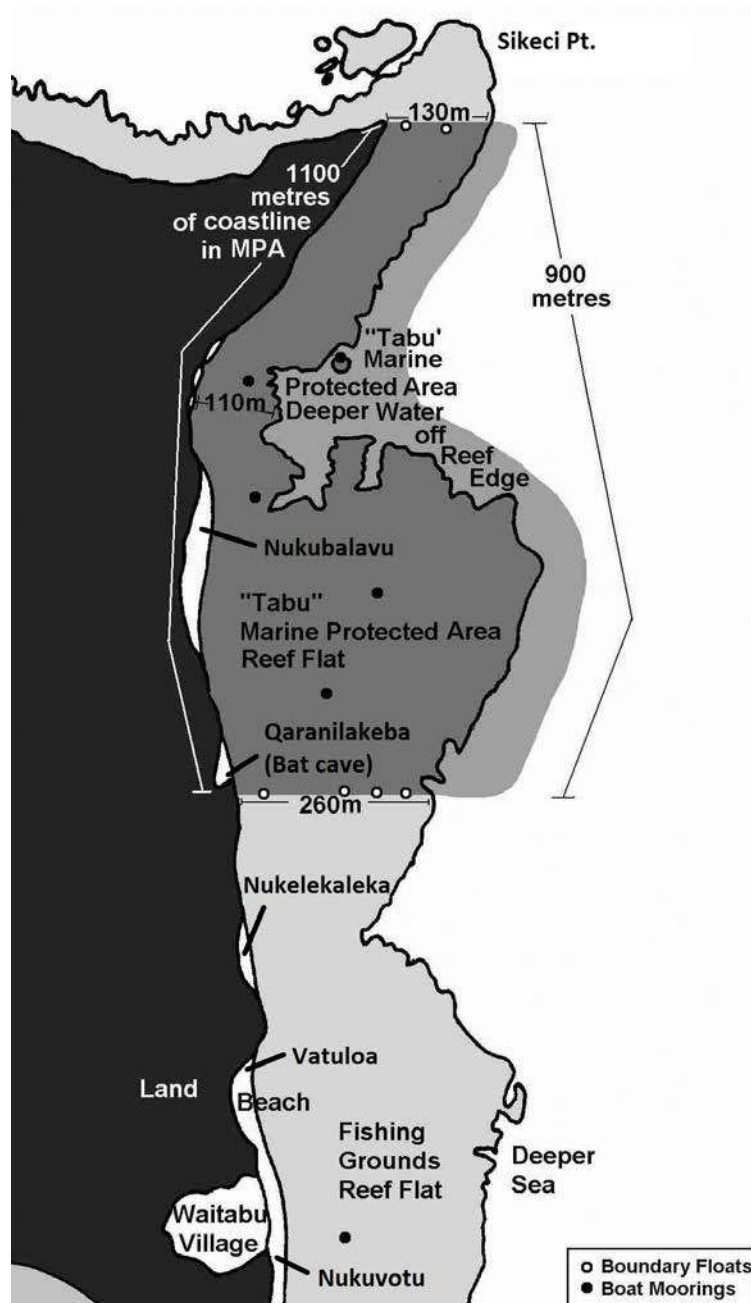 Sikeci Pt.
130m
1100
metres
of coastline
in MPA
900
metres
"Tabu'
Marine
Protected Area
Deeper Water
off
Reef
Edge
110m
Nukubalavu
"Tabu"
Marine Protected Area
Reef Flat
Qaranilakeba
(Bat cave)
260m
Nukelekaleka
Vatuloa
Land
Beach
Fishing
Grounds
Reef Flat
Deeper
Sea
Waitabu
Village
Nukuvotu
Boundary Floats
Boat Moorings